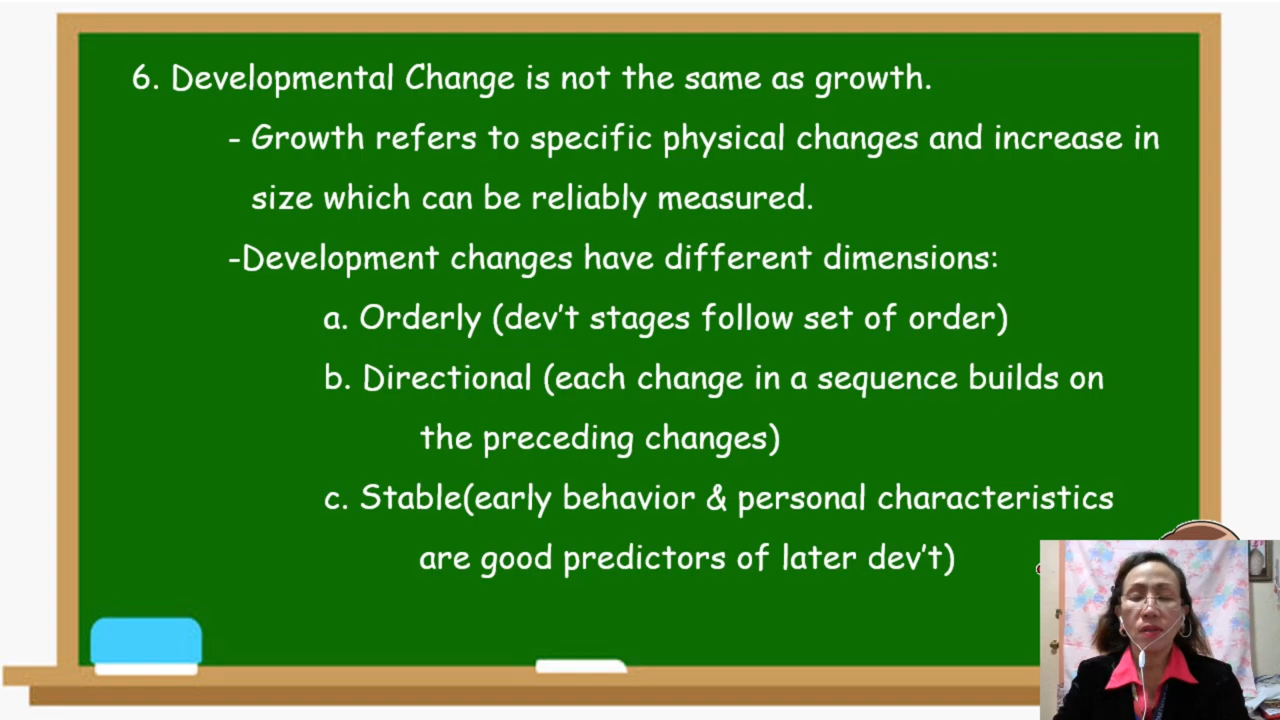 6. Developmental Change is not the same as growth.
- Growth refers to specific physical changes and increase in
size which can be reliably measured.
-Development changes have different dimensions:
a. Orderly (dev't stages follow set of order)
b. Directional (each change in a sequence builds on
the preceding changes)
c. Stable(early behavior & personal characteristics
are good predictors of later dev't)